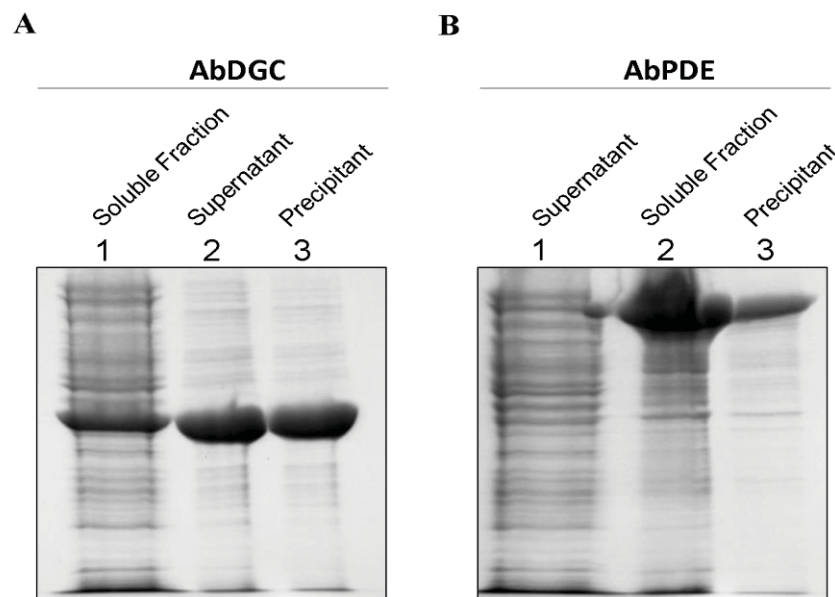 A
AbDGC
Soluble Fraction
Supernatant
Precipitant
1 2 3
B
AbPDE
Supernatant
Soluble Fraction
Precipitant
1 2 3